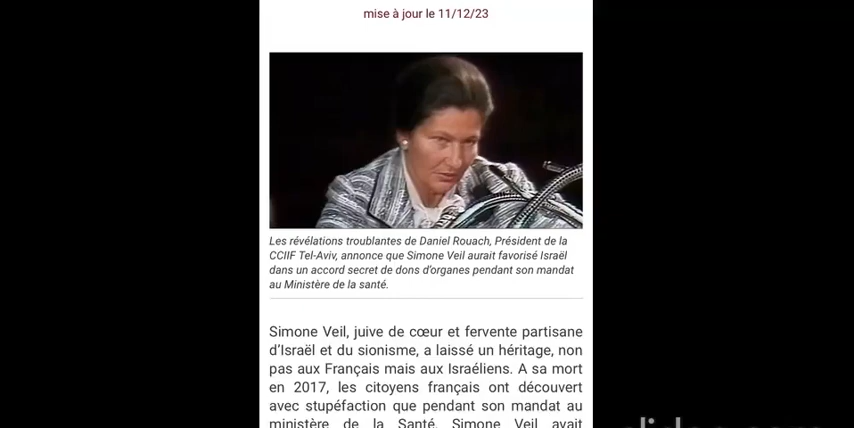 mise à jour le 11/12/23
Les révélations troublantes de Daniel Rouach, Président de la
CCIIF Tel-Aviv, annonce que Simone Veil aurait favorisé Israël
dans un accord secret de dons d'organes pendant son mandat
au Ministère de la santé.
Simone Veil, juive de cœur et fervente partisane
d'Israël et du sionisme, a laissé un héritage, non
pas aux Français mais aux Israéliens. A sa mort
en 2017, les citoyens français ont découvert
avec stupéfaction que pendant son mandat au
ministère de la Santé, Simone Veil avait